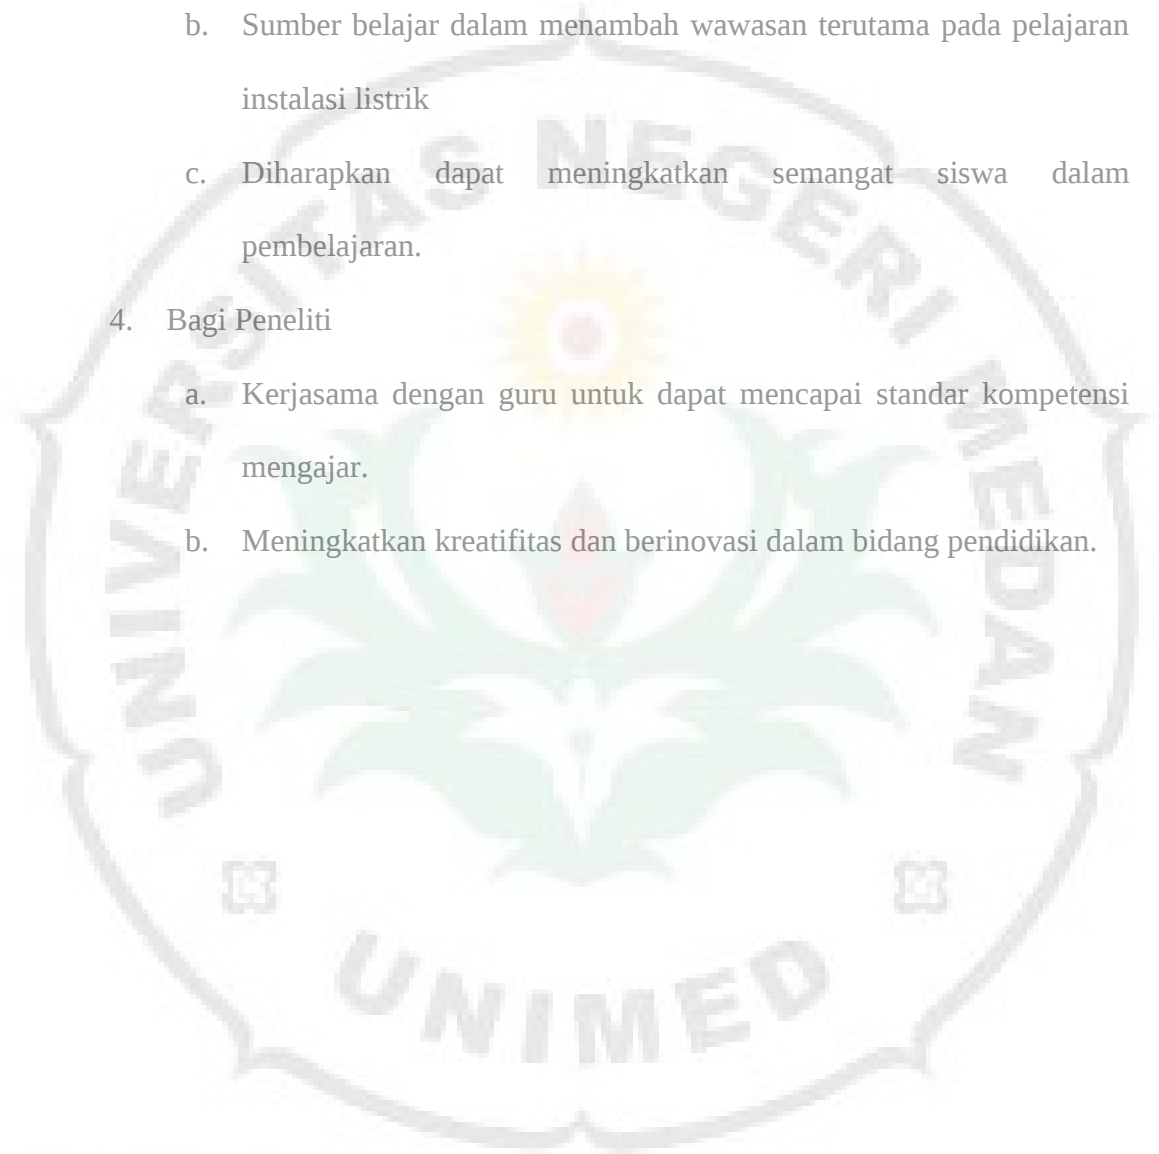 b. Sumber belajar dalam menambah wawasan terutama pada pelajaran
instalasi listrik
c. Diharapkan dapat meningkatkan semangat siswa dalam
pembelajaran.
4. Bagi Peneliti
a. Kerjasama dengan guru untuk dapat mencapai standar kompetensi
mengajar.
b. Meningkatkan kreatifitas dan berinovasi dalam bidang pendidikan.
UNIVERSITAS NEGERI MEDAN
UNIMED